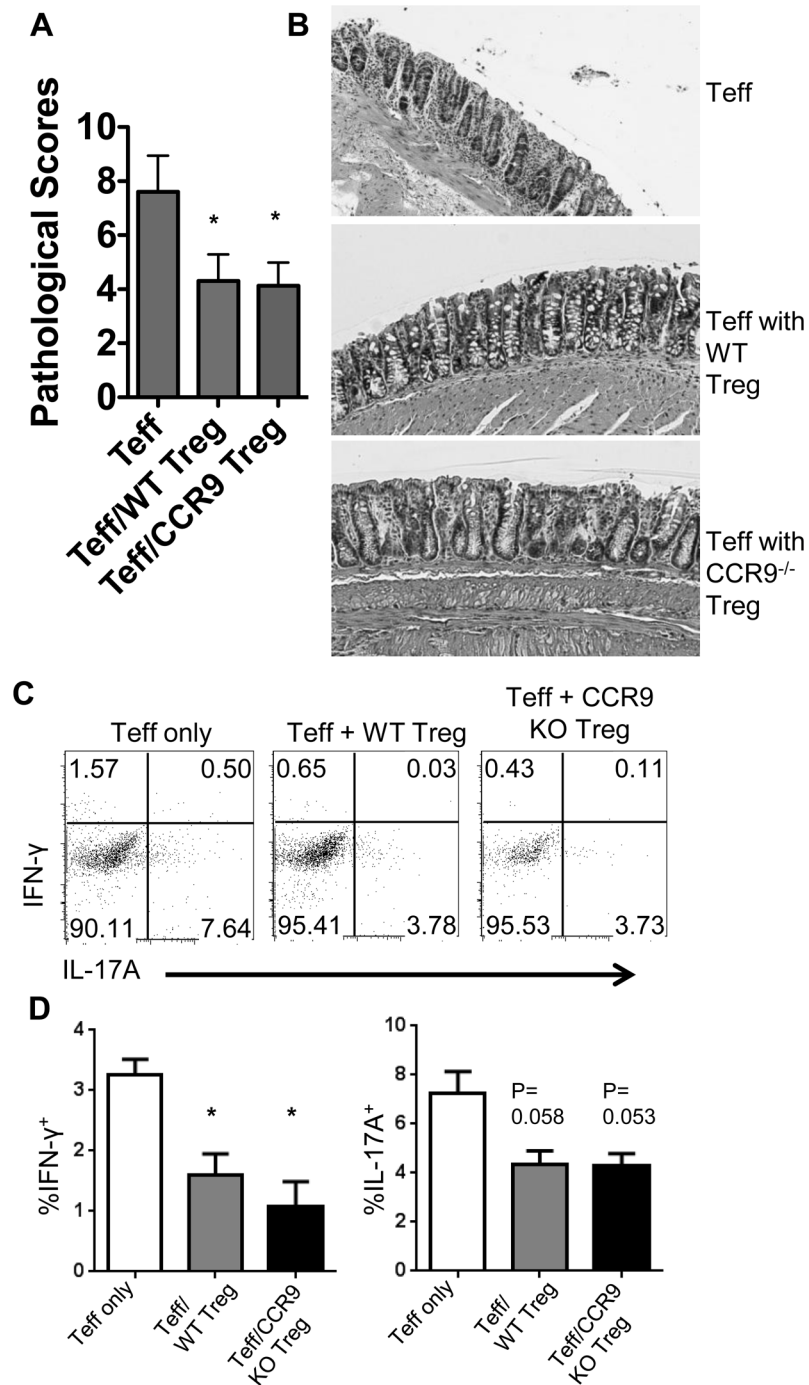 A
Pathological Scores
10
8
6
4
2
0
Teff
Teff/WT Treg
Teff/CCR9 Treg
*
*
B
Teff
Teff with
WT
Treg
Teff with
CCR9-/-
Treg
C
Teff only
Teff + WT Treg
Teff + CCR9
KO Treg
1.57 0.50
90.11 7.64
0.65 0.03
95.41 3.78
0.43 0.11
95.53 3.73
IFN-γ
IL-17A
D
%IFN-γ+
4
3
2
1
0
*
*
Teff only
Teff/
WT Treg
Teff/CCR9
KO Treg
%IL-17A+
10
8
6
4
2
0
P=
0.058
P=
0.053
Teff only
Teff/
WT Treg
Teff/CCR9
KO Treg